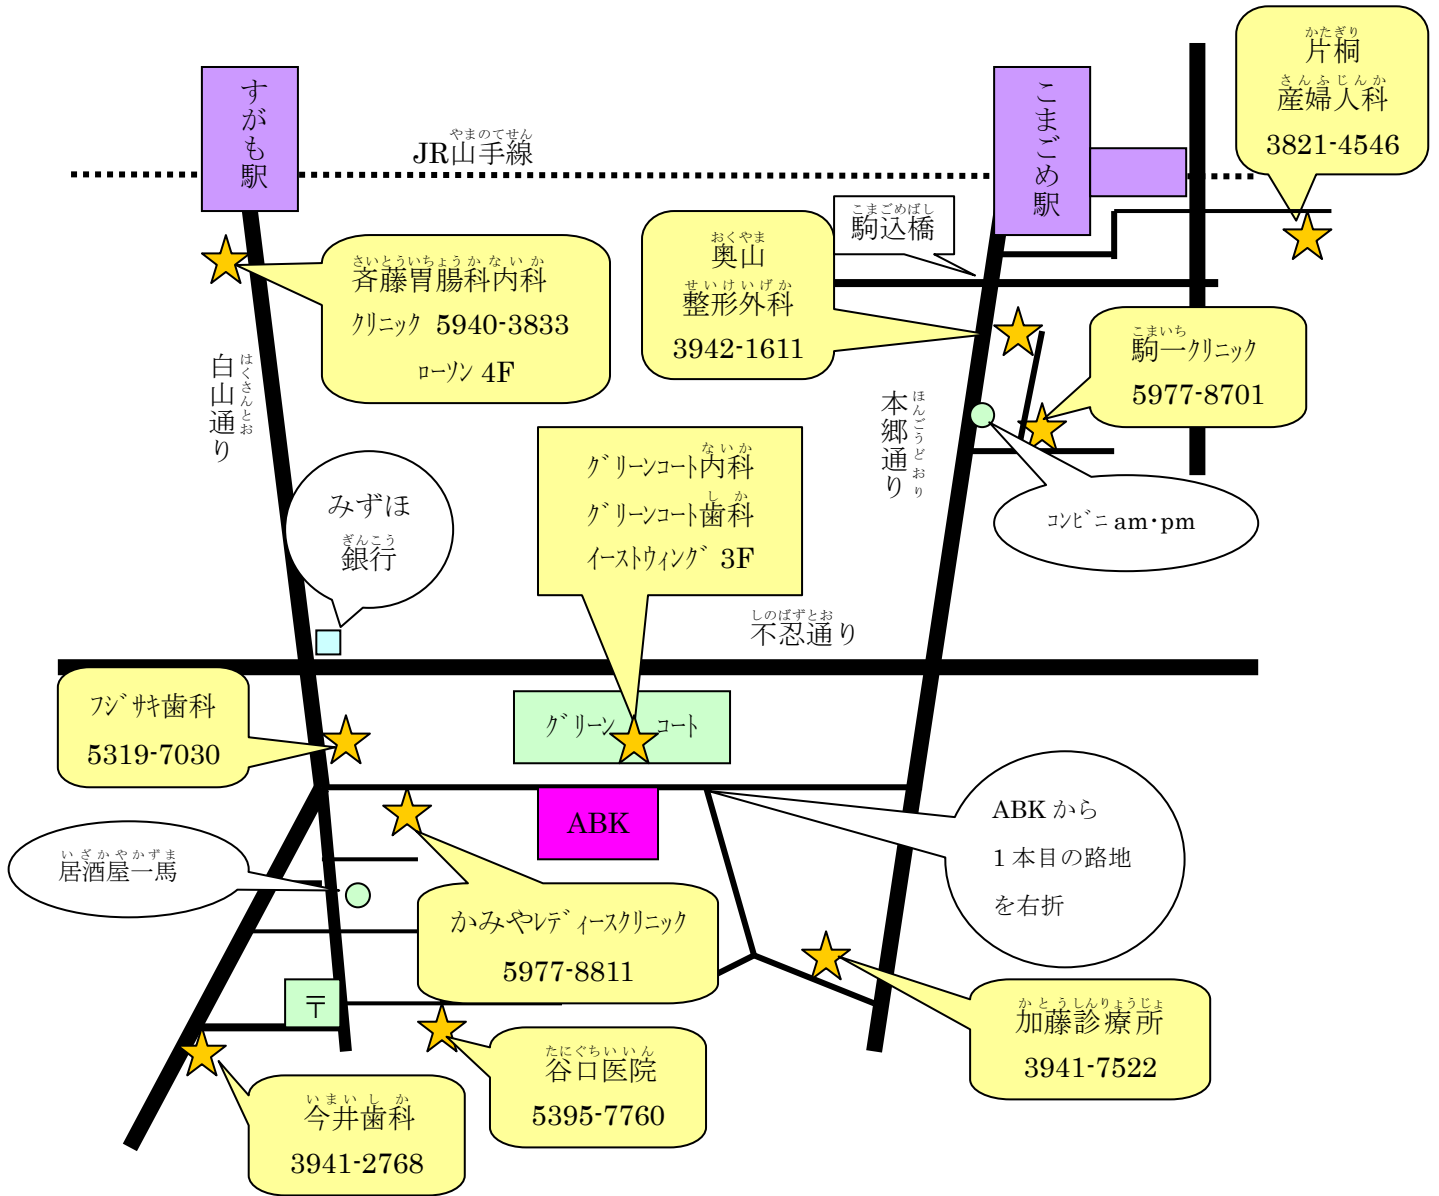 かたぎり
片桐
さんふじんか
産婦人科
3821-4546
すがも駅
こまごめ駅
やまのてせん
JR山手線
こまごめばし
駒込橋
おくやま
奥山
せいけいげか
整形外科
3942-1611
さいとういちょうかないか
斉藤胃腸科内科
クリニック 5940-3833
ローソン 4F
こまいち
駒一クリニック
5977-8701
はくさんとお
白山通り
ほんごうどおり
本郷通り
ないか
グリーンコート内科
しか
グリーンコート歯科
イーストウィング 3F
みずほ
ぎんこう
銀行
コンビニ am・pm
しのばずとお
不忍通り
フジサキ歯科
5319-7030
グリーン コート
ABK
ABK から
1 本目の路地
を右折
いざかやかずま
居酒屋一馬
かみやレディースクリニック
5977-8811
〒
かとうしんりょうじょ
加藤診療所
3941-7522
たにぐちいいん
谷口医院
5395-7760
いまいしか
今井歯科
3941-2768